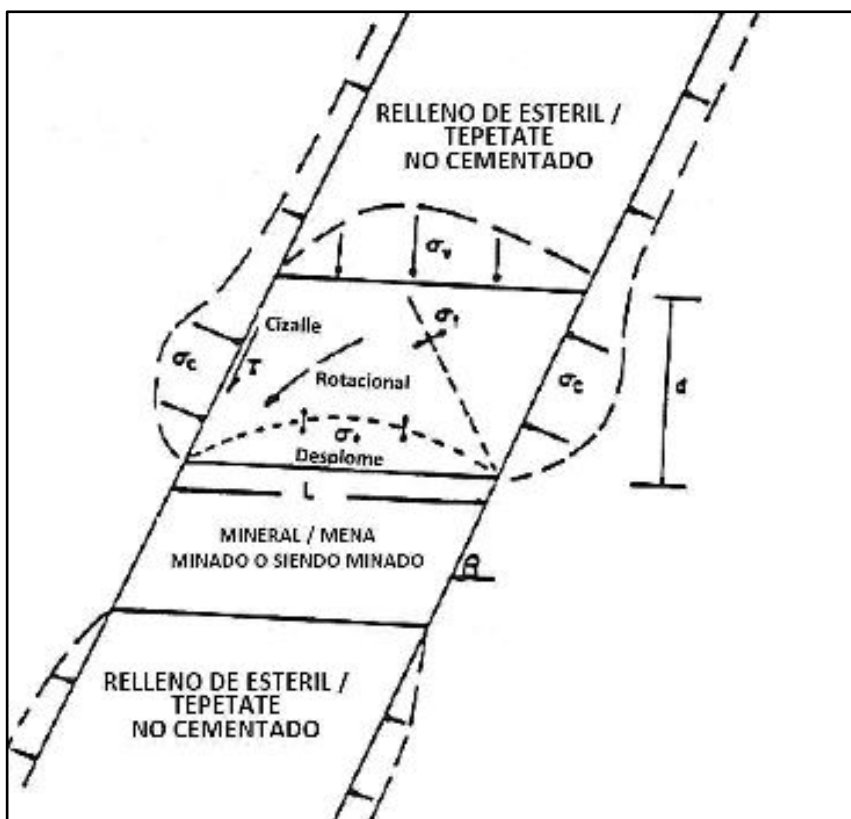 RELLENO DE ESTERIL /
TEPETATE
NO CEMENTADO
σv
Cizalle
σt
σc
T
Rotacional
σc
d
σt
Desplome
L
MINERAL / MENA
MINADO O SIENDO MINADO
β
RELLENO DE ESTERIL /
TEPETATE
NO CEMENTADO